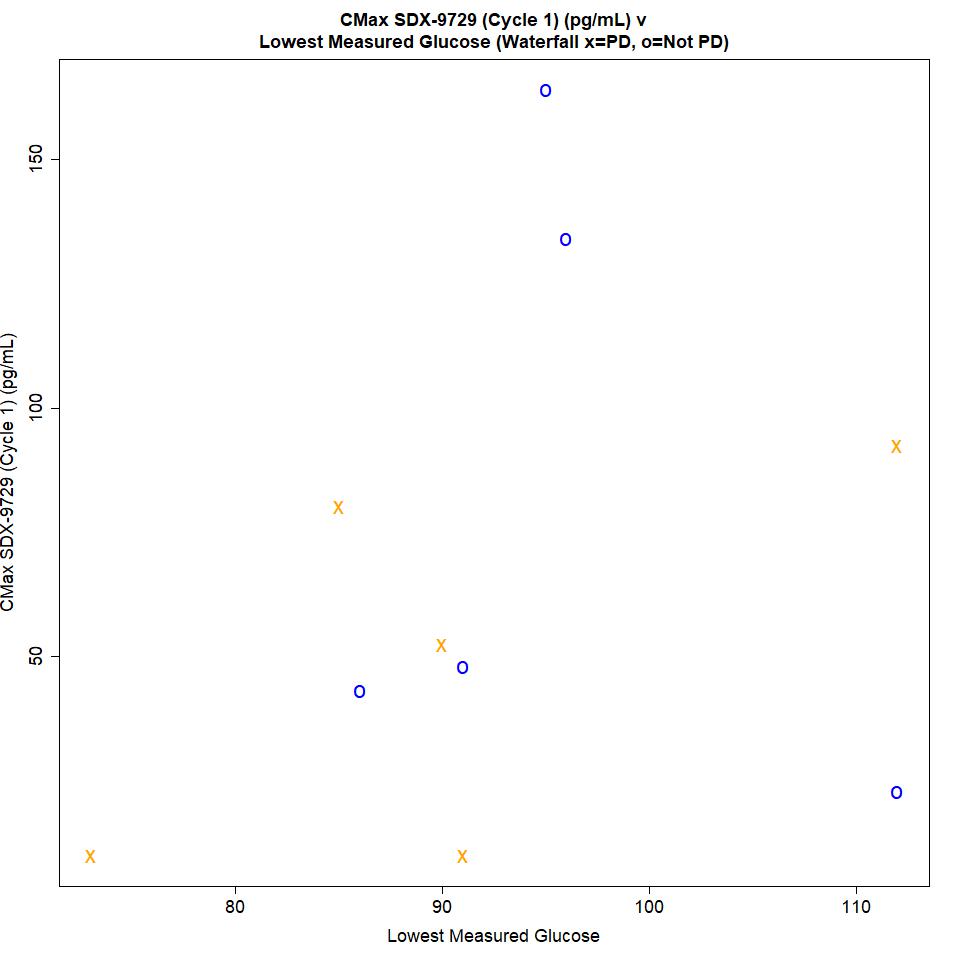 CMax SDX-9729 (Cycle 1) (pg/mL) v
Lowest Measured Glucose (Waterfall x=PD, o=Not PD)
CMax SDX-9729 (Cycle 1) (pg/mL)
150
100
50
o
o
x
x
x
o
o
o
x
x
80
90
100
110
Lowest Measured Glucose